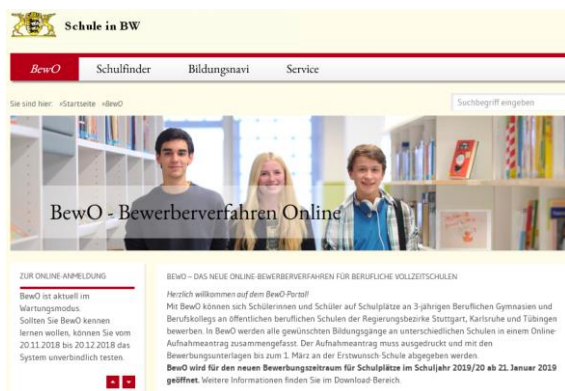 Schule in BW
BewO Schulfinder Bildungsnavi Service
Sie sind hier: »Startseite »BewO
Suchbegriff eingeben
BewO - Bewerberverfahren Online
ZUR ONLINE-ANMELDUNG
BewO ist aktuell im
Wartungsmodus.
Sollten Sie BewO kennen
lernen wollen, können Sie vom
20.11.2018 bis 20.12.2018 das
System unverbindlich testen.
BEWO – DAS NEUE ONLINE-BEWERBERVERFAHREN FÜR BERUFLICHE VOLLZEITSCHULEN
Herzlich willkommen auf dem BewO-Portal!
Mit BewO können sich Schülerinnen und Schüler auf Schulplätze an 3-jährigen Beruflichen Gymnasien und
Berufskollegs an öffentlichen beruflichen Schulen der Regierungsbezirke Stuttgart, Karlsruhe und Tübingen
bewerben. In BewO werden alle gewünschten Bildungsgänge an unterschiedlichen Schulen in einem Online-
Aufnahmeantrag zusammengefasst. Der Aufnahmeantrag muss ausgedruckt und mit den
Bewerbungsunterlagen bis zum 1. März an der Erstwunsch-Schule abgegeben werden.
BewO wird für den neuen Bewerbungszeitraum für Schulplätze im Schuljahr 2019/20 ab 21. Januar 2019
geöffnet. Weitere Informationen finden Sie im Download-Bereich.